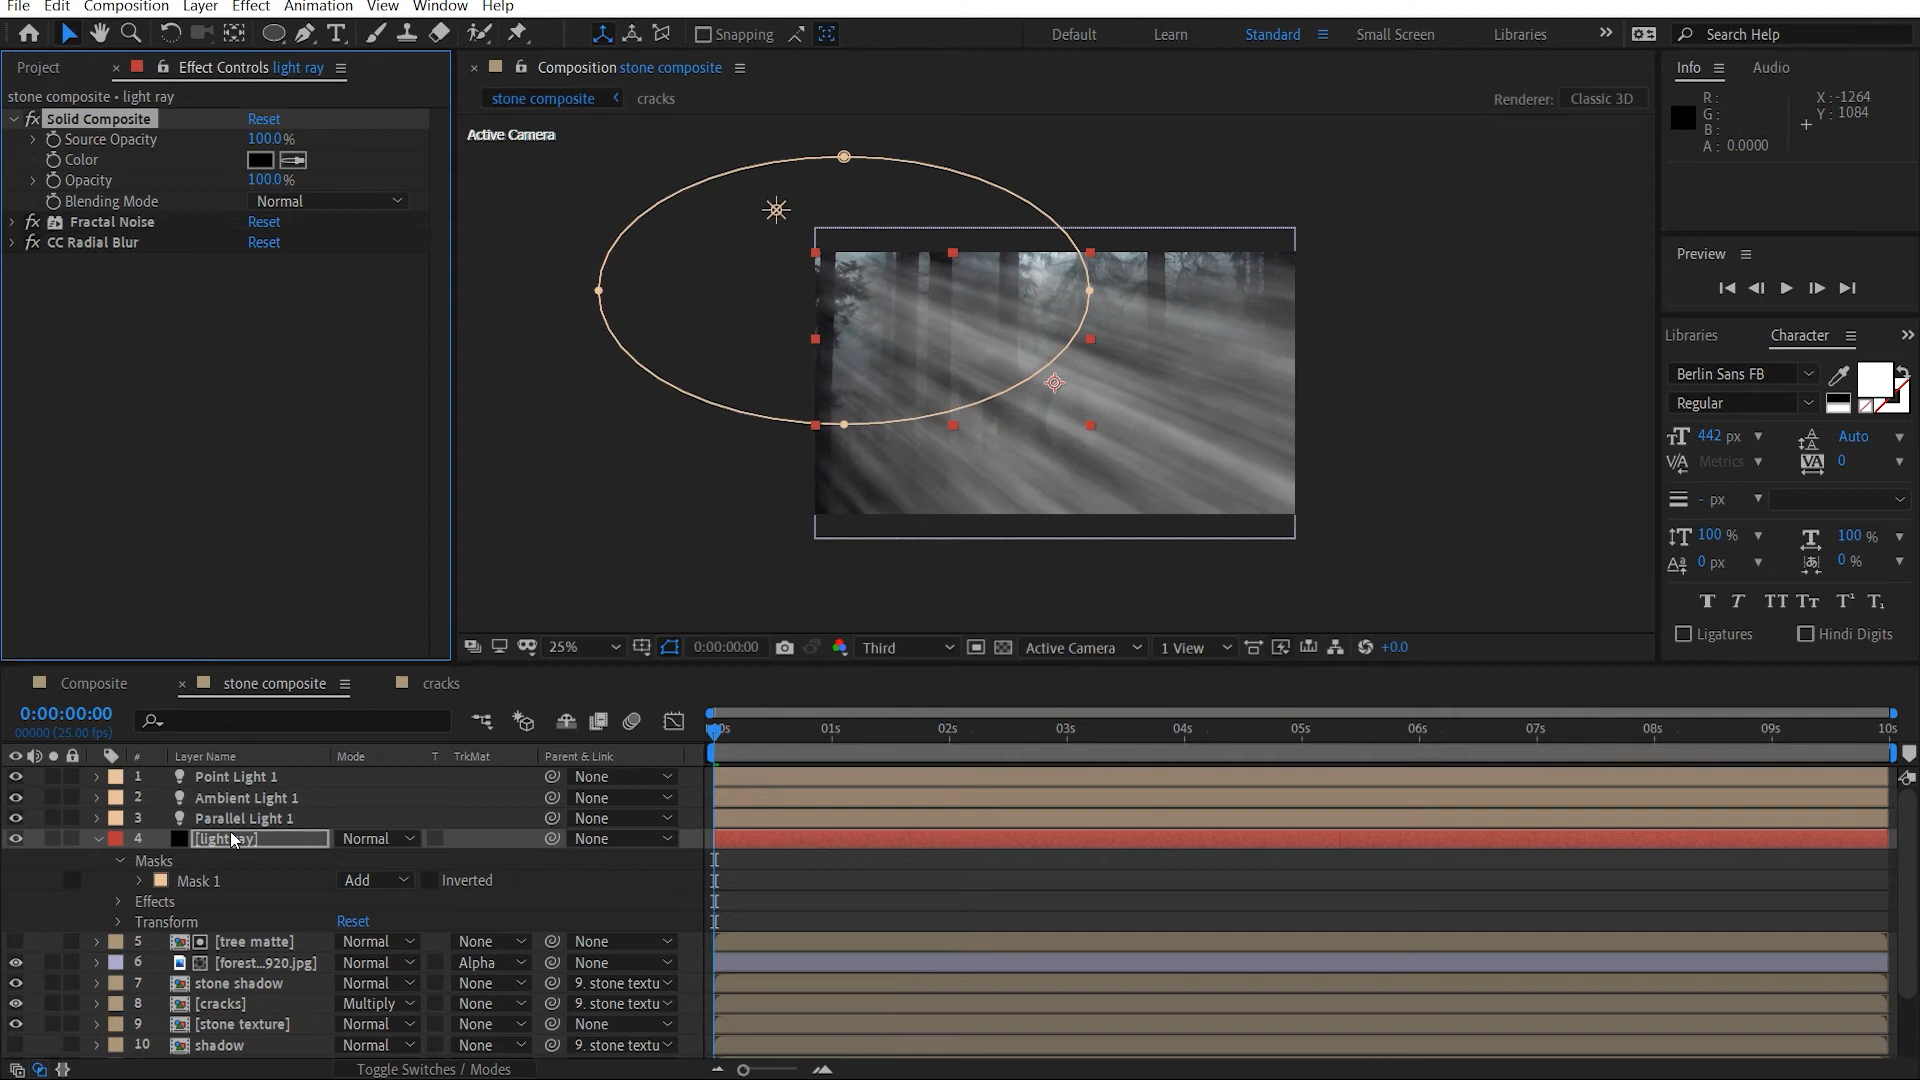 File Edit Composition Layer Effect Animation View Window Help
Snapping
Default Learn Standard Small Screen Libraries
Search Help
Project Effect Controls light ray
Composition stone composite
Info Audio
stone composite • light ray
stone composite cracks
Renderer: Classic 3D
R:
G:
B:
A: 0.0000
X: -1264
Y: 1084
Active Camera
fx Solid Composite Reset
Source Opacity 100.0%
Color
Opacity 100.0%
Blending Mode Normal
fx Fractal Noise Reset
fx CC Radial Blur Reset
Preview
Libraries Character
Berlin Sans FB
Regular
442 px Auto
Metrics 0
- px
100 % 100 %
0 px 0 %
T T TT Tt T¹ T₁
Ligatures Hindi Digits
25% 0:00:00:00 Third Active Camera 1 View +0.0
Composite stone composite cracks
0:00:00:00
00000 (25.00 fps)
01s 02s 03s 04s 05s 06s 07s 08s 09s 10s
# Layer Name Mode T TrkMat Parent & Link
1 Point Light 1 None
2 Ambient Light 1 None
3 Parallel Light 1 None
4 Normal None
Masks
Mask 1 Add Inverted
Effects
Transform Reset
5 [tree matte] Normal None None
6 [forest...920.jpg] Normal Alpha None
7 stone shadow Normal None 9. stone textu
8 [cracks] Multiply None 9. stone textu
9 [stone texture] Normal None None
10 shadow Normal None 9. stone textu
Toggle Switches / Modes